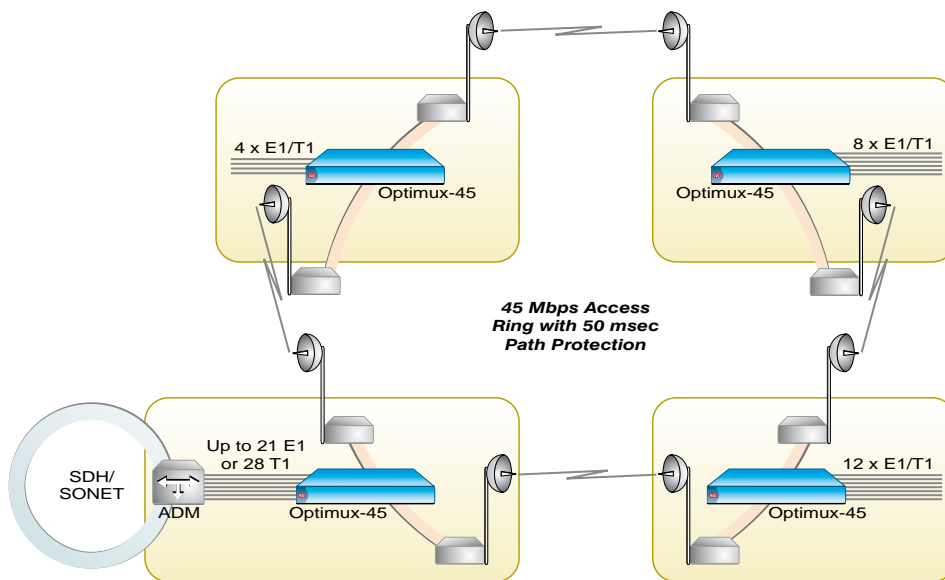 4 x E1/T1
Optimux-45
8 x E1/T1
Optimux-45
45 Mbps Access
Ring with 50 msec
Path Protection
SDH/
SONET
ADM
Up to 21 E1
or 28 T1
Optimux-45
12 x E1/T1
Optimux-45